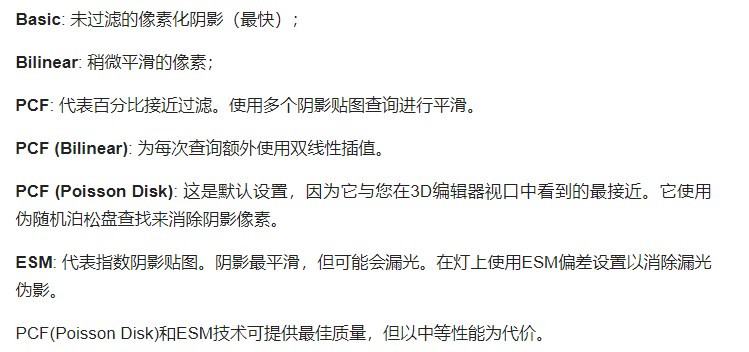 Basic: 未过滤的像素化阴影（最快）;
Bilinear: 稍微平滑的像素;
PCF: 代表百分比接近过滤。使用多个阴影贴图查询进行平滑。
PCF (Bilinear): 为每次查询额外使用双线性插值。
PCF (Poisson Disk): 这是默认设置，因为它与您在3D编辑器视口中看到的最接近。它使用
伪随机泊松盘查找来消除阴影像素。
ESM: 代表指数阴影贴图。阴影最平滑，但可能会漏光。在灯上使用ESM偏差设置以消除漏光
伪影。
PCF(Poisson Disk)和ESM技术可提供最佳质量，但以中等性能为代价。